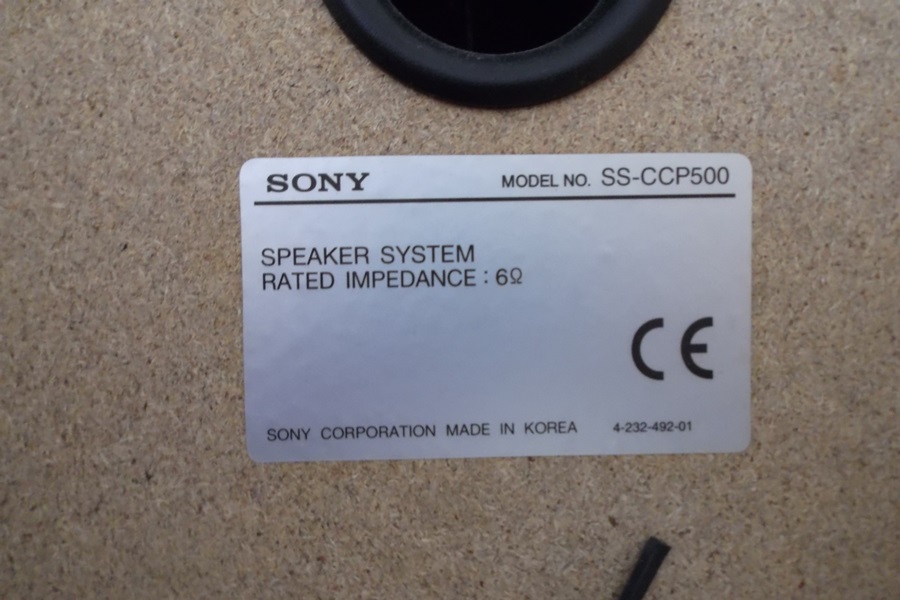 SONY MODEL NO. SS-CCP500
SPEAKER SYSTEM
RATED IMPEDANCE : 6Ω
CE
SONY CORPORATION MADE IN KOREA 4-232-492-01